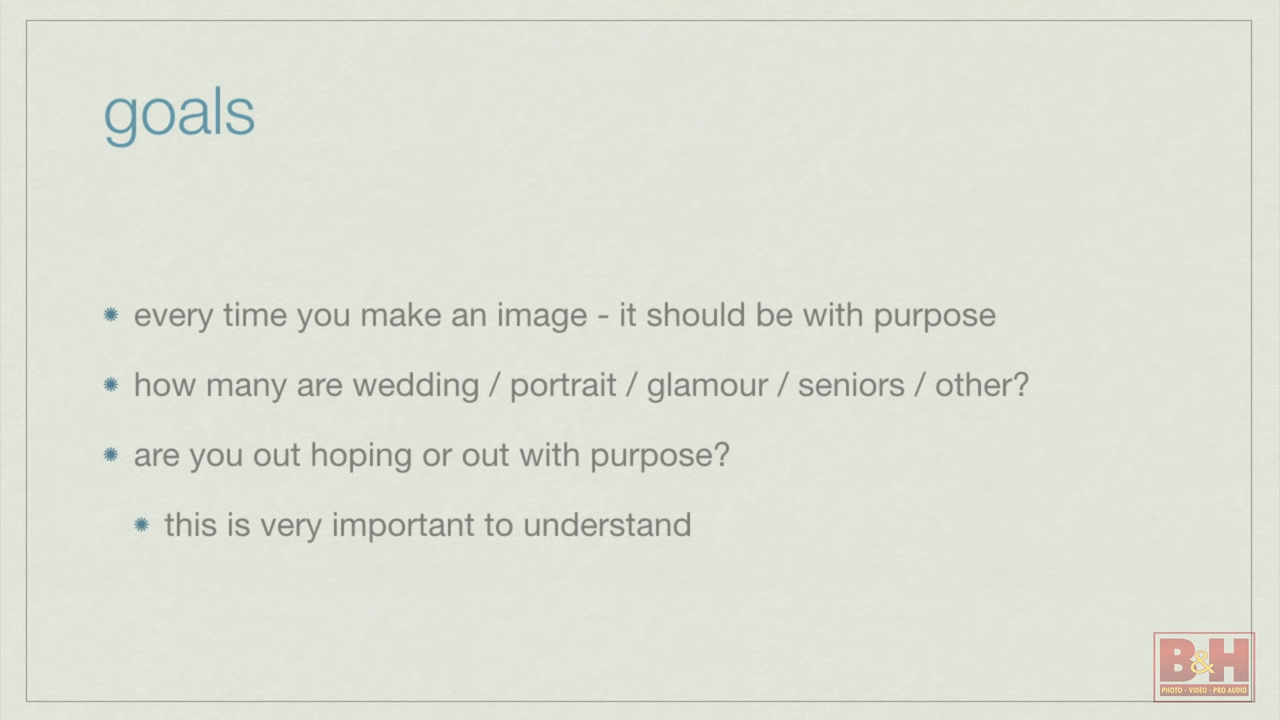 goals
every time you make an image - it should be with purpose
how many are wedding / portrait / glamour / seniors / other?
are you out hoping or out with purpose?
this is very important to understand
B&H
PHOTO - VIDEO - PRO AUDIO